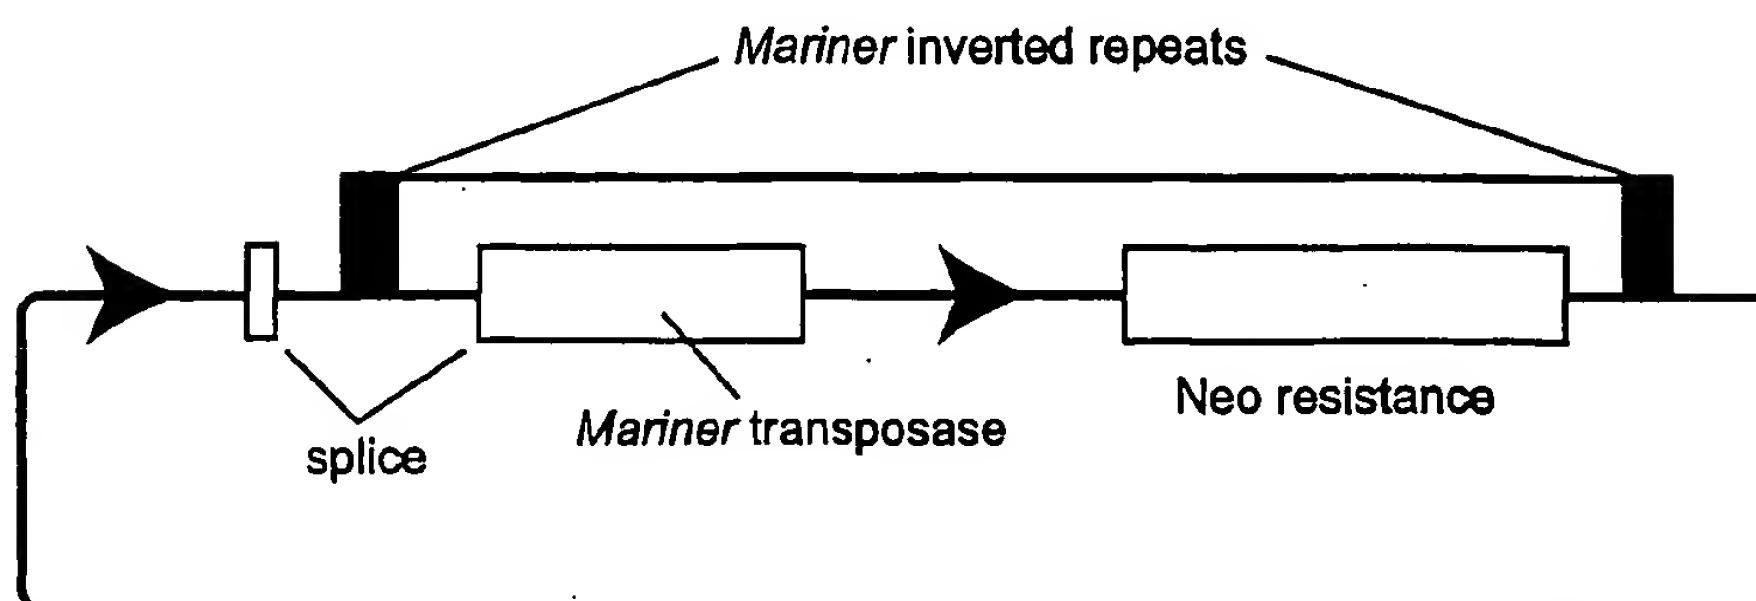 Mariner inverted repeats
Neo resistance
Mariner transposase
splice